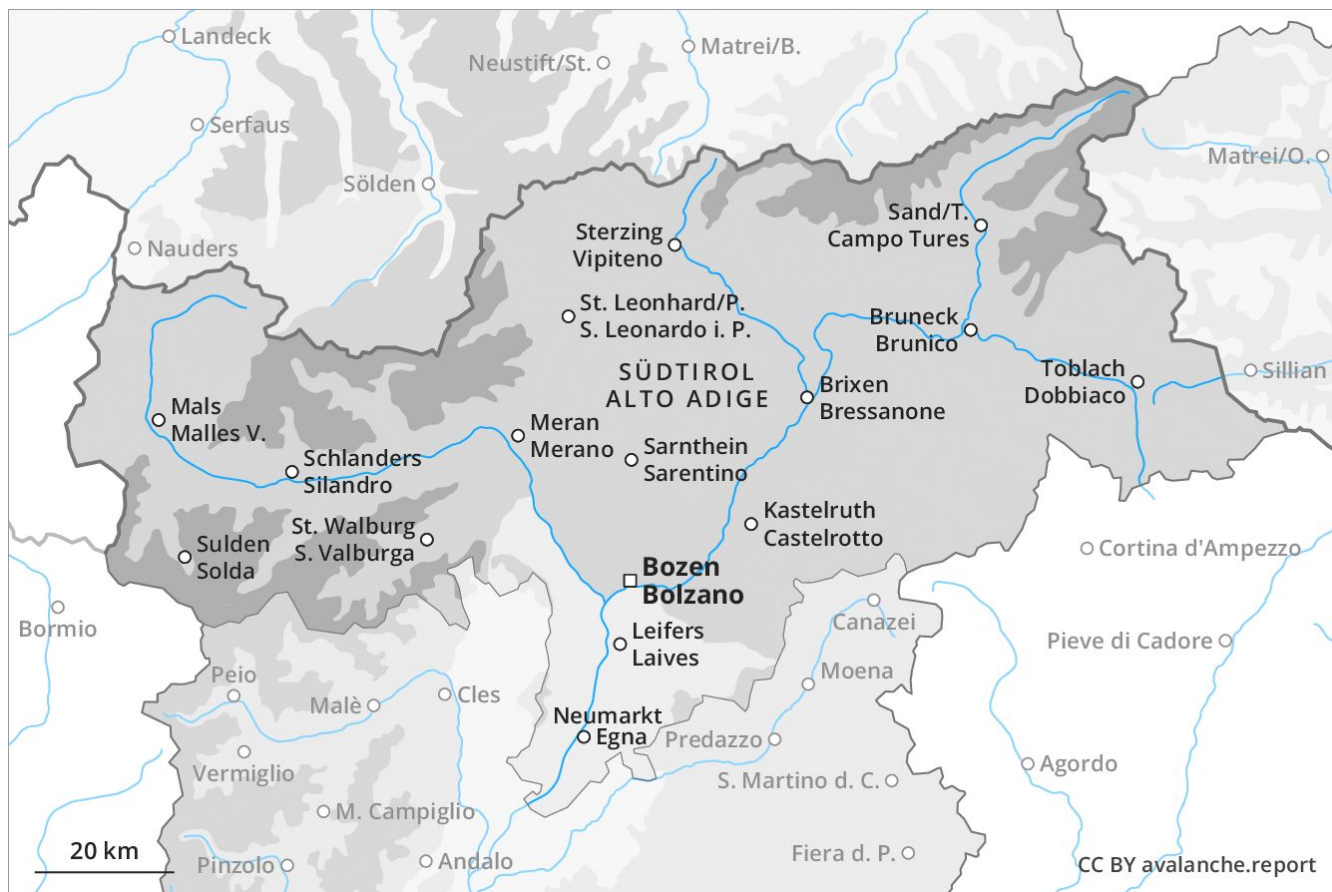 Landeck
Matrei/B.
Neustift/St.
Serfaus
Matrei/O.
Sölden
Sand/T.
Campo Tures
Sterzing
Vipiteno
Nauders
St. Leonhard/P.
S. Leonardo i. P.
Bruneck
Brunico
SÜDTIROL
ALTO ADIGE
Toblach
Dobbiaco
Sillian
Brixen
Bressanone
Mals
Malles V.
Meran
Merano
Sarnthein
Sarentino
Schlanders
Silandro
Kastelruth
Castelrotto
St. Walburg
S. Valburga
Sulden
Solda
Cortina d'Ampezzo
Bozen
Bolzano
Bormio
Canazei
Leifers
Laives
Pieve di Cadore
Peio
Moena
Malè
Cles
Neumarkt
Egna
Predazzo
Vermiglio
Agordo
S. Martino d. C.
M. Campiglio
20 km
Pinzolo
Andalo
Fiera d. P.
CC BY avalanche.report